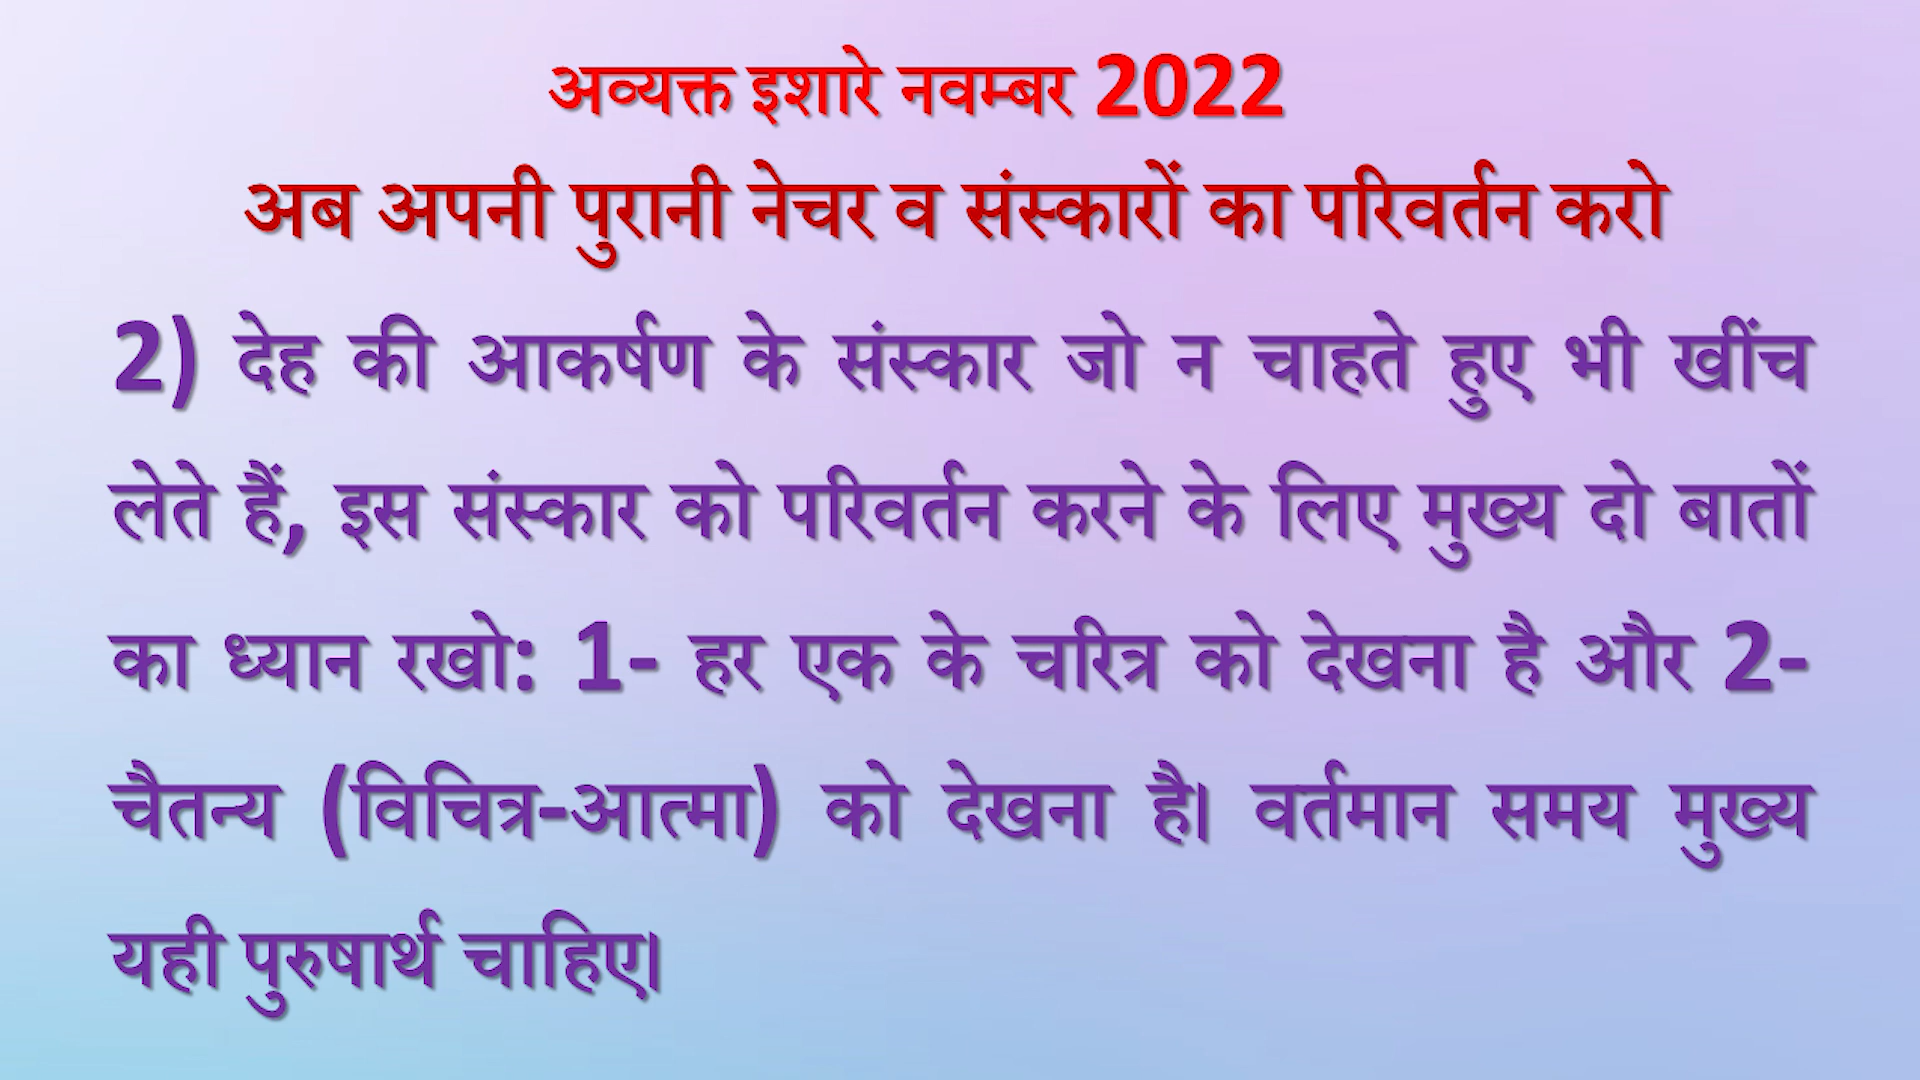 अव्यक्त इशारे नवम्बर 2022
अब अपनी पुरानी नेचर व संस्कारों का परिवर्तन करो
2) देह की आकर्षण के संस्कार जो न चाहते हुए भी खींच
लेते हैं, इस संस्कार को परिवर्तन करने के लिए मुख्य दो बातों
का ध्यान रखो: 1- हर एक के चरित्र को देखना है और 2-
चैतन्य (विचित्र-आत्मा) को देखना है। वर्तमान समय मुख्य
यही पुरुषार्थ चाहिए।